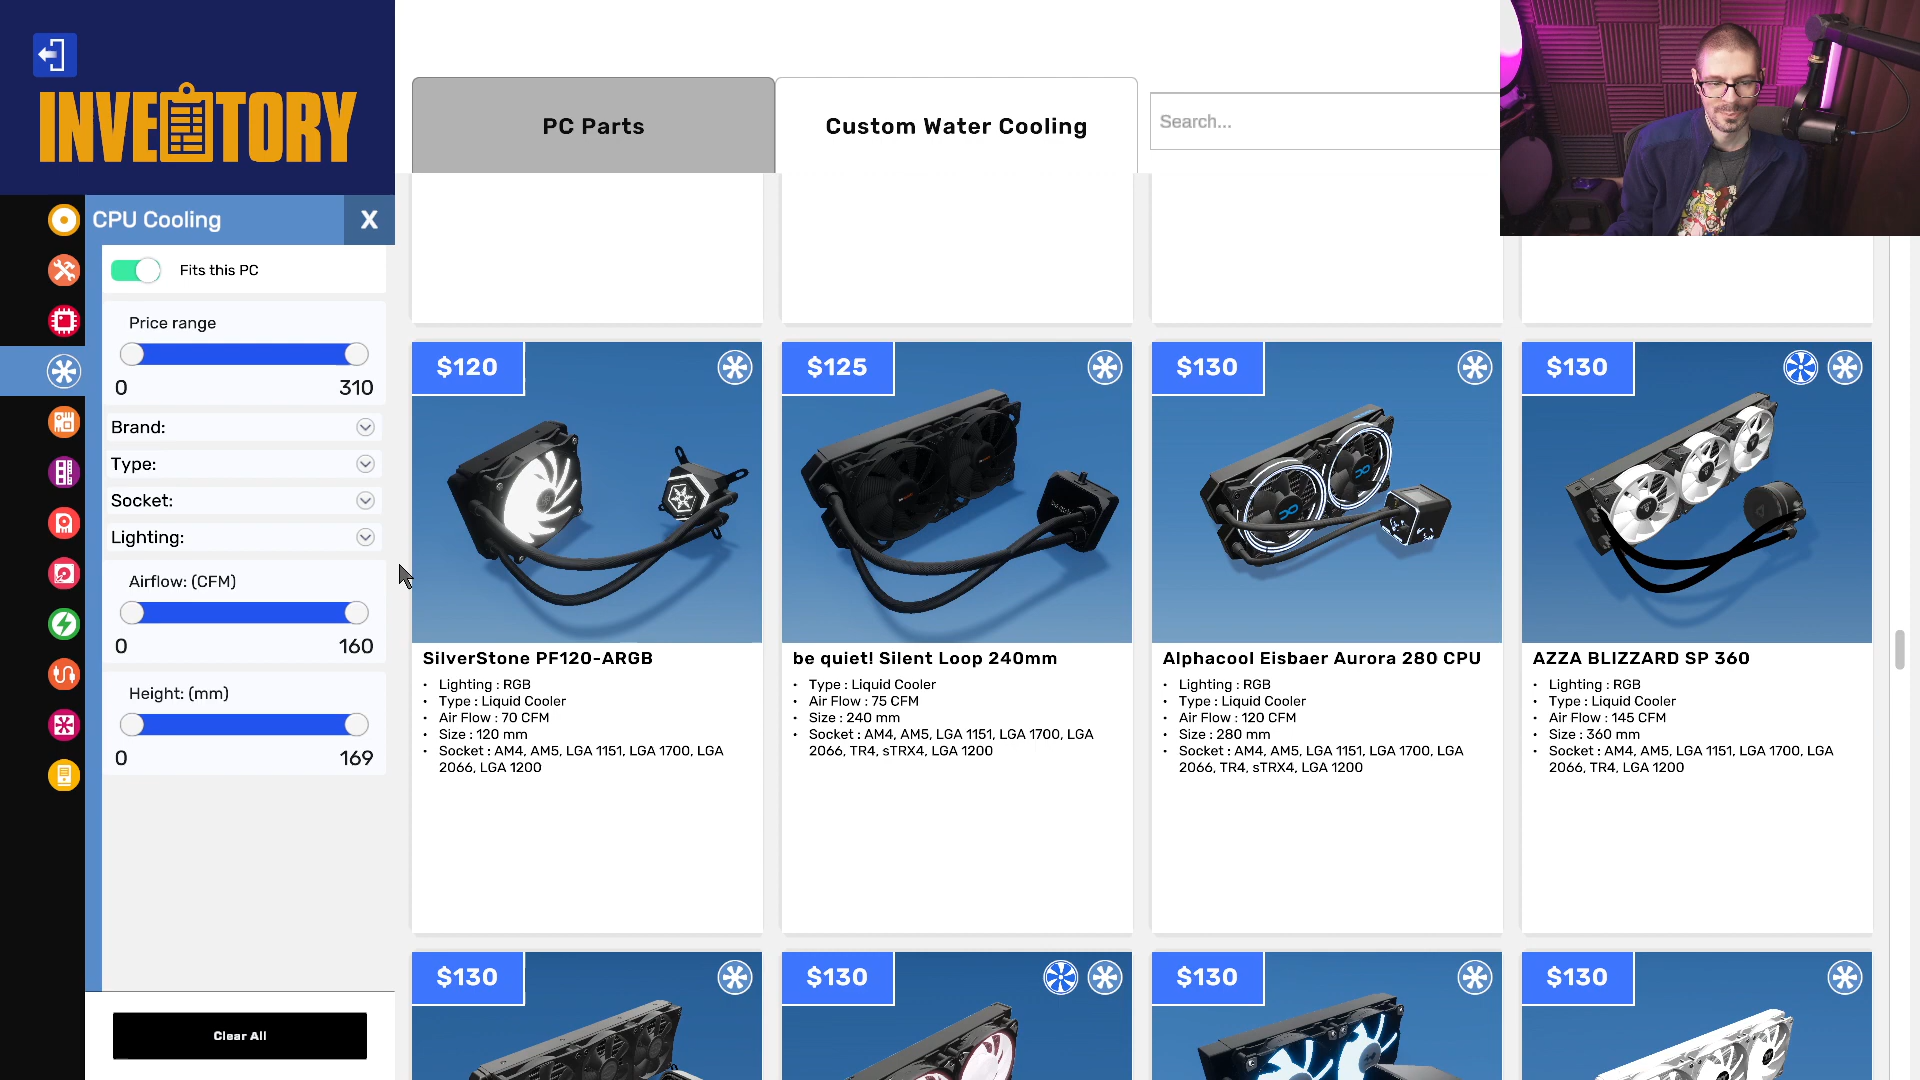 INVENTORY
PC Parts
Custom Water Cooling
Search...
CPU Cooling
X
Fits this PC
Price range
0
310
Brand:
Type:
Socket:
Lighting:
Airflow: (CFM)
0
160
Height: (mm)
0
169
Clear All
$120
SilverStone PF120-ARGB
• Lighting : RGB
• Type : Liquid Cooler
• Air Flow : 70 CFM
• Size : 120 mm
• Socket : AM4, AM5, LGA 1151, LGA 1700, LGA
2066, LGA 1200
$125
be quiet! Silent Loop 240mm
• Type : Liquid Cooler
• Air Flow : 75 CFM
• Size : 240 mm
• Socket : AM4, AM5, LGA 1151, LGA 1700, LGA
2066, TR4, sTRX4, LGA 1200
$130
Alphacool Eisbaer Aurora 280 CPU
• Lighting : RGB
• Type : Liquid Cooler
• Air Flow : 120 CFM
• Size : 280 mm
• Socket : AM4, AM5, LGA 1151, LGA 1700, LGA
2066, TR4, sTRX4, LGA 1200
$130
AZZA BLIZZARD SP 360
• Lighting : RGB
• Type : Liquid Cooler
• Air Flow : 145 CFM
• Size : 360 mm
• Socket : AM4, AM5, LGA 1151, LGA 1700, LGA
2066, TR4, LGA 1200
$130
$130
$130
$130